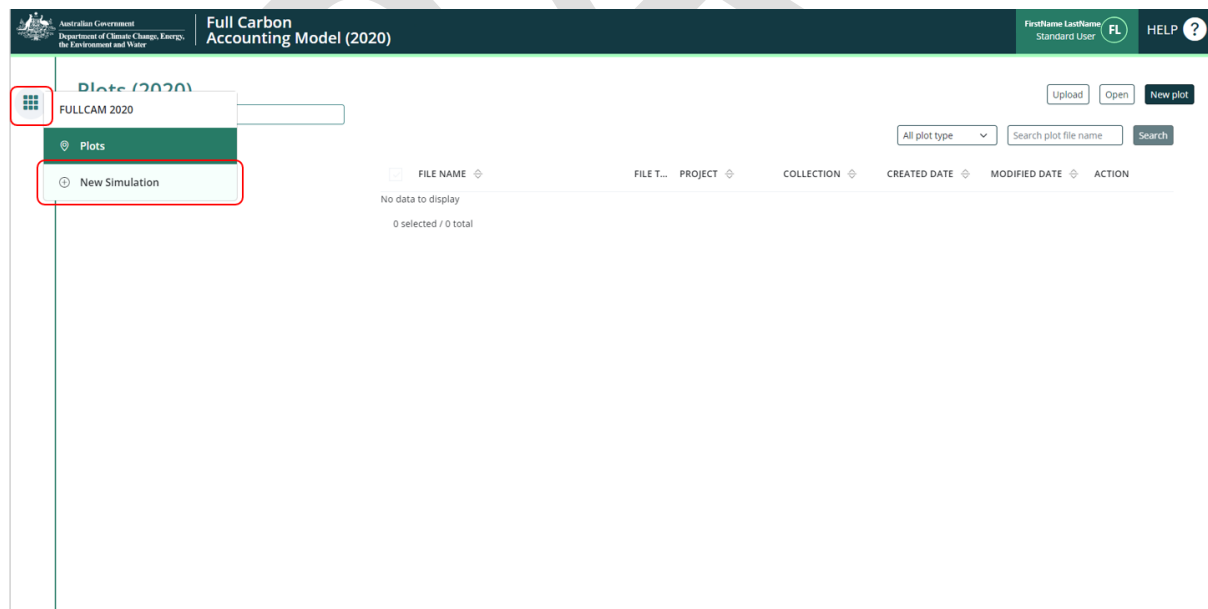 Australian Government
Department of Climate Change, Energy,
the Environment and Water
Full Carbon
Accounting Model (2020)
FirstName LastName
Standard User
FL
HELP ?
Plots (2020)
FULLCAM 2020
Plots
New Simulation
Upload
Open
New plot
All plot type
Search plot file name
Search
FILE NAME
FILE T...
PROJECT
COLLECTION
CREATED DATE
MODIFIED DATE
ACTION
No data to display
0 selected / 0 total